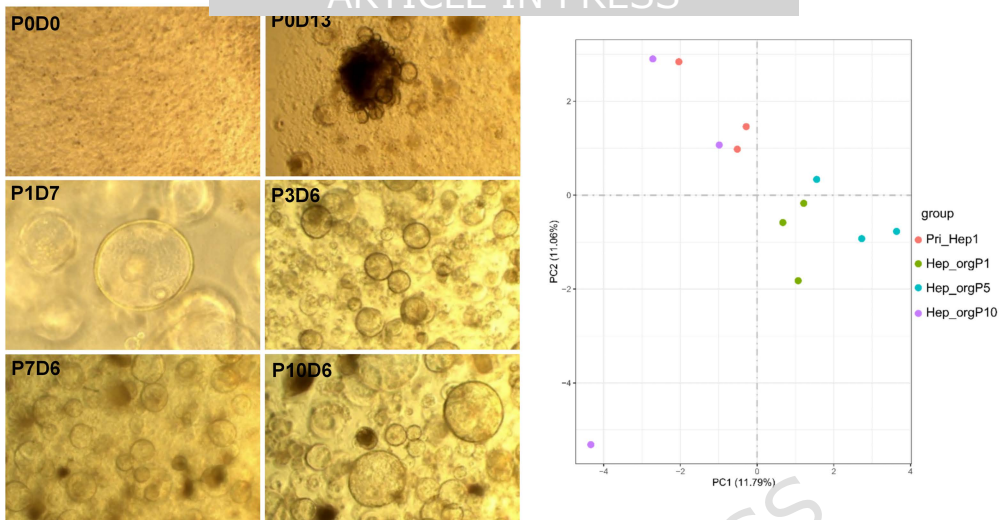 ARTICLE IN PRESS
P0D0
P0D13
P1D7
P3D6
P7D6
P10D6
2
0
−2
−4
−4
−2
0
2
4
PC1 (11.79%)
PC2 (11.06%)
group
Pri_Hep1
Hep_orgP1
Hep_orgP5
Hep_orgP10